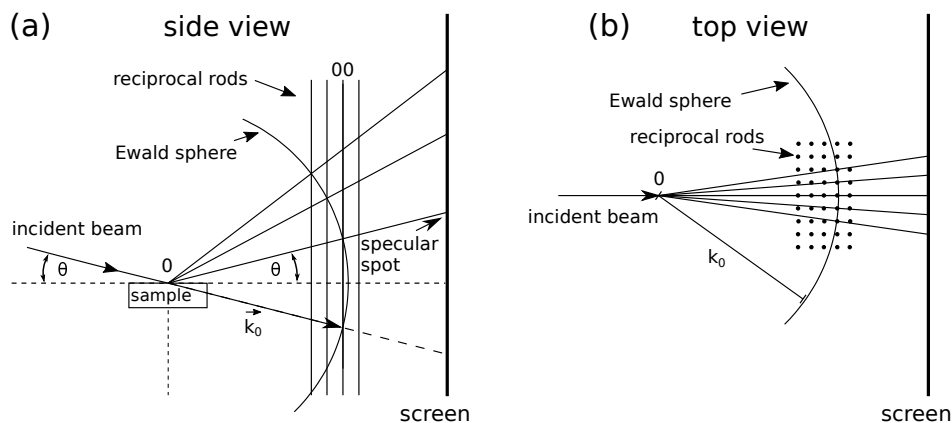 (a)
side view
00
reciprocal rods
Ewald sphere
incident beam
θ
0
θ
specular
spot
sample
k₀
screen
(b)
top view
Ewald sphere
reciprocal rods
0
incident beam
k₀
screen